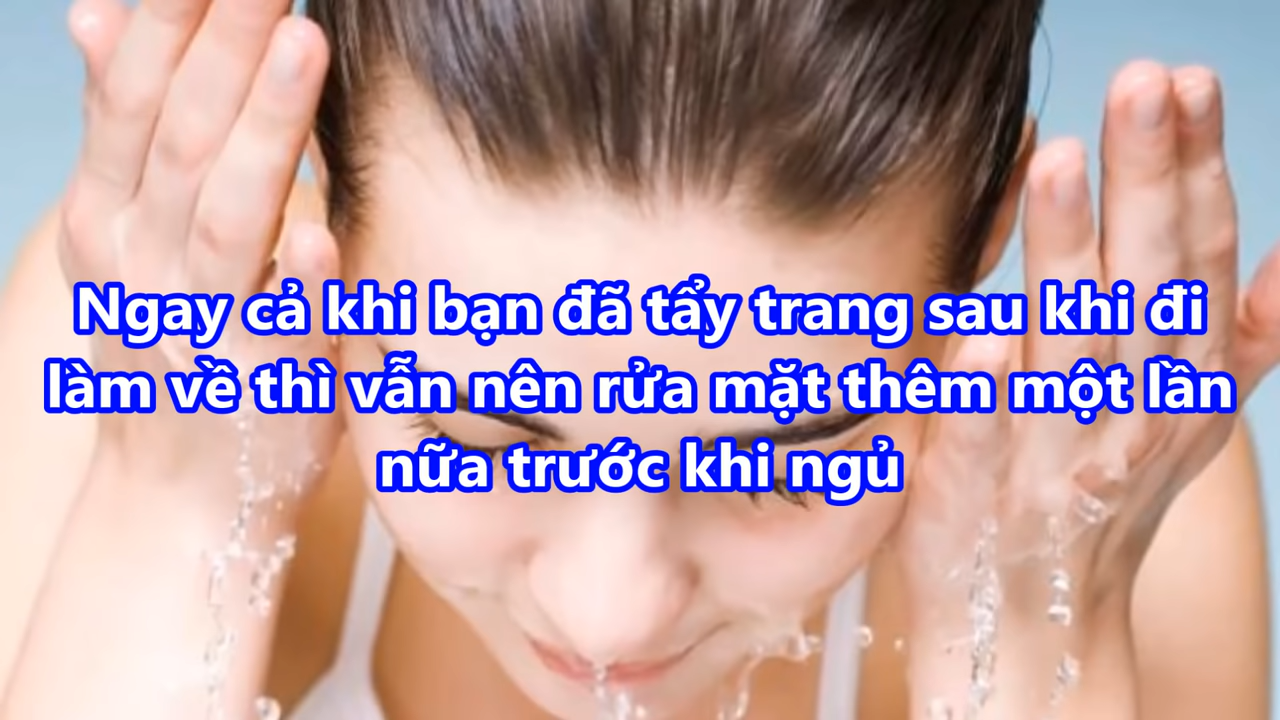 Ngay cả khi bạn đã tẩy trang sau khi đi
làm về thì vẫn nên rửa mặt thêm một lần
nữa trước khi ngủ